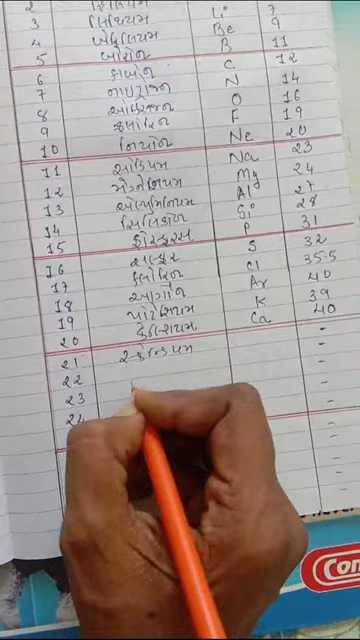 2
3 લિથિયમ Li 7
4 બેરેલિયમ Be 9
5 બોરોન B 11
6 કાર્બન C 12
7 નાઇટ્રોજન N 14
8 ઓક્સિજન O 16
9 ફ્લોરિન F 19
10 નિયોન Ne 20
11 સોડિયમ Na 23
12 મેગ્નેશિયમ Mg 24
13 એલ્યુમિનિયમ Al 27
14 સિલિકોન Si 28
15 ફોસ્ફરસ P 31
16 સલ્ફર S 32
17 ક્લોરિન Cl 35.5
18 આર્ગોન Ar 40
19 પોટેશિયમ K 39
20 કેલ્શિયમ Ca 40
21 સ્કેન્ડિયમ -
22 -
23 -
24 -
Com